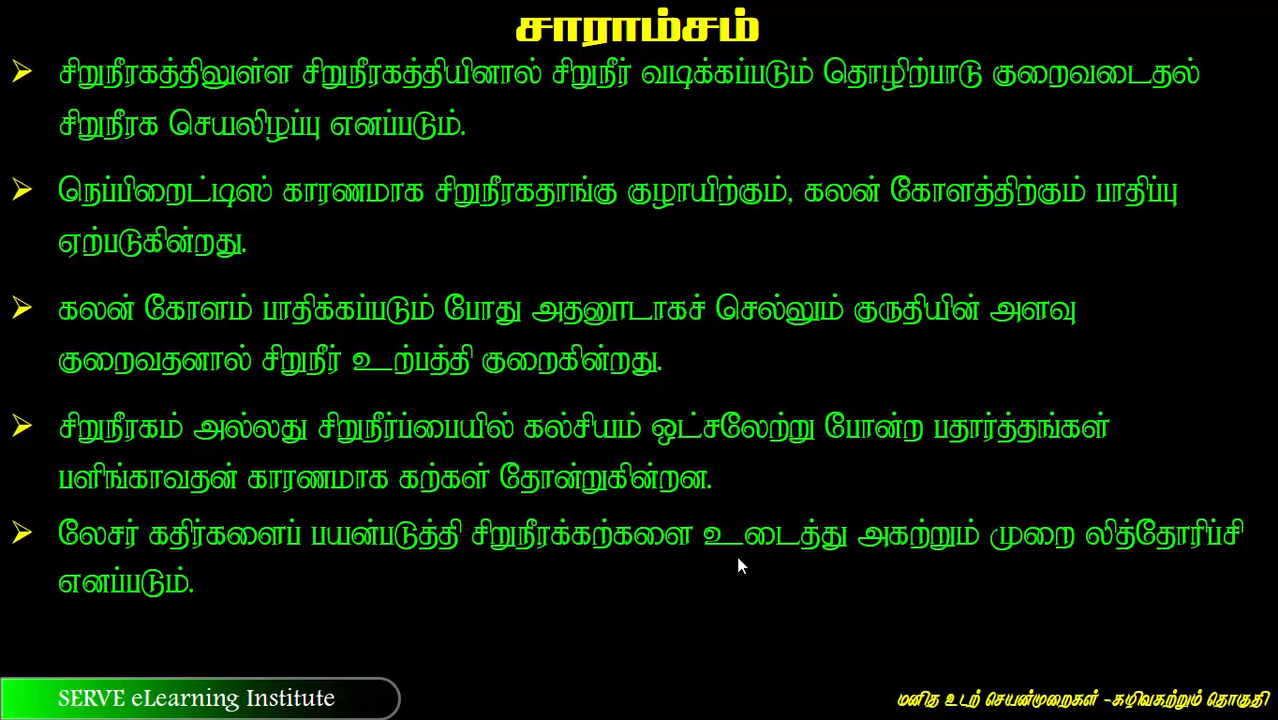 சாராம்சம்
➢ சிறுநீரகத்திலுள்ள சிறுநீரகத்தியினால் சிறுநீர் வடிக்கப்படும் தொழிற்பாடு குறைவடைதல்
சிறுநீரக செயலிழப்பு எனப்படும்.
➢ நெப்பிறைட்டிஸ் காரணமாக சிறுநீரகதாங்கு குழாயிற்கும், கலன் கோளத்திற்கும் பாதிப்பு
ஏற்படுகின்றது.
➢ கலன் கோளம் பாதிக்கப்படும் போது அதனூடாகச் செல்லும் குருதியின் அளவு
குறைவதனால் சிறுநீர் உற்பத்தி குறைகின்றது.
➢ சிறுநீரகம் அல்லது சிறுநீர்ப்பையில் கல்சியம் ஒட்சலேற்று போன்ற பதார்த்தங்கள்
பளிங்காவதன் காரணமாக கற்கள் தோன்றுகின்றன.
➢ லேசர் கதிர்களைப் பயன்படுத்தி சிறுநீரக்கற்களை உடைத்து அகற்றும் முறை லித்தோரிப்சி
எனப்படும்.
SERVE eLearning Institute
மனித உடற் செயன்முறைகள் -கழிவகற்றும் தொகுதி